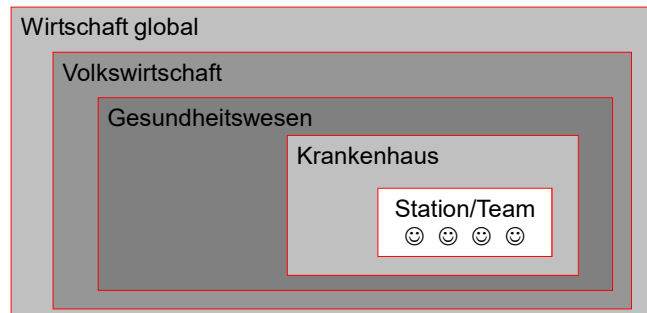 Wirtschaft global
Volkswirtschaft
Gesundheitswesen
Krankenhaus
Station/Team
☺ ☺ ☺ ☺